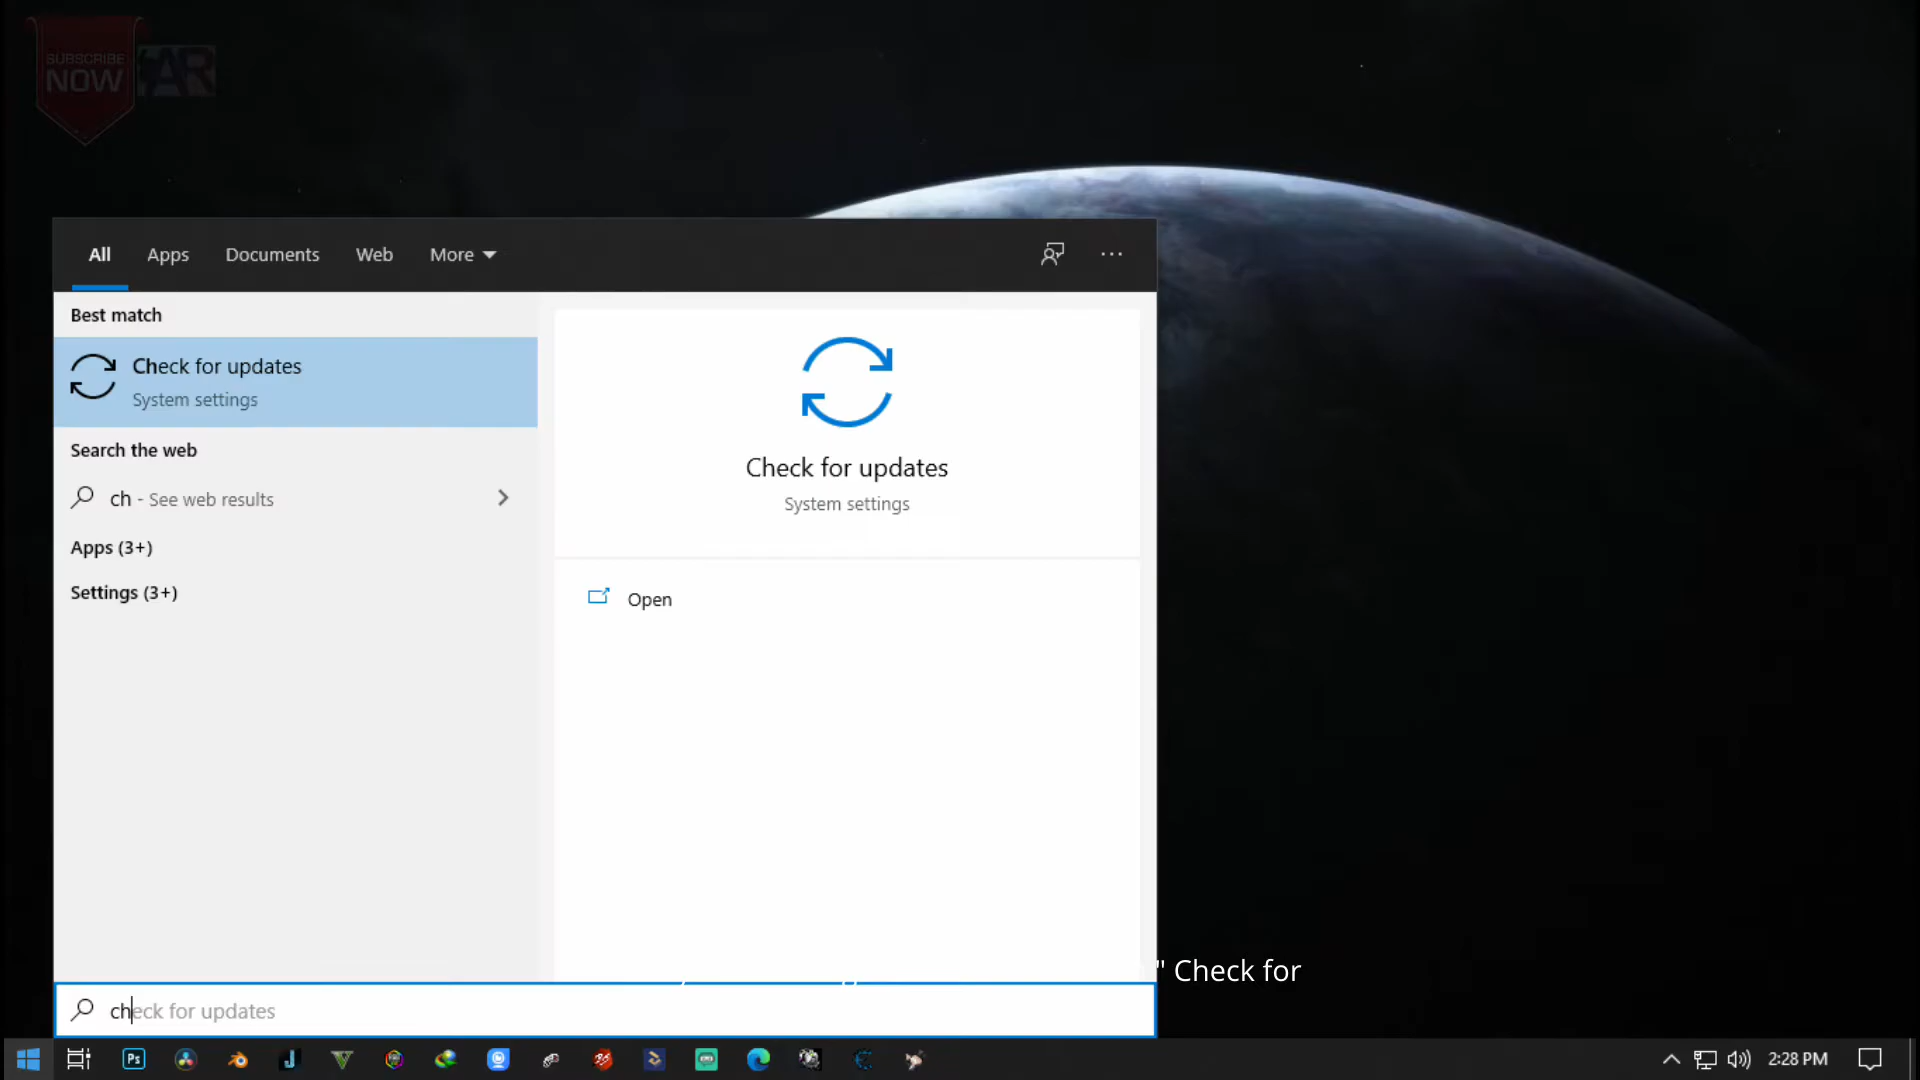 SUBSCRIBE
NOW
AR
All Apps Documents Web More
Best match
Check for updates
System settings
Search the web
ch - See web results
Apps (3+)
Settings (3+)
Check for updates
System settings
Open
" Check for
check for updates
Ps
2:28 PM